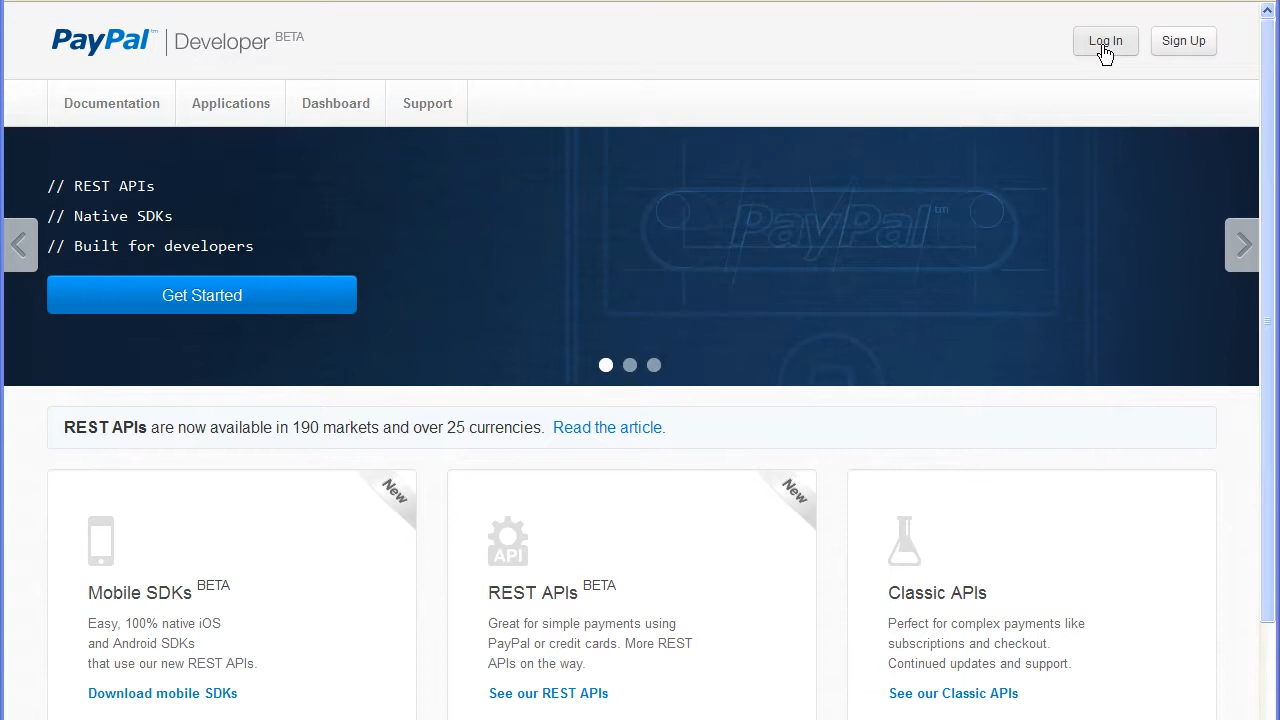 PayPal™ | Developer BETA
Log In
Sign Up
Documentation
Applications
Dashboard
Support
// REST APIs
// Native SDKs
// Built for developers
PayPal™
Get Started
REST APIs are now available in 190 markets and over 25 currencies. Read the article.
New
Mobile SDKs BETA
Easy, 100% native iOS
and Android SDKs
that use our new REST APIs.
Download mobile SDKs
New
API
REST APIs BETA
Great for simple payments using
PayPal or credit cards. More REST
APIs on the way.
See our REST APIs
Classic APIs
Perfect for complex payments like
subscriptions and checkout.
Continued updates and support.
See our Classic APIs